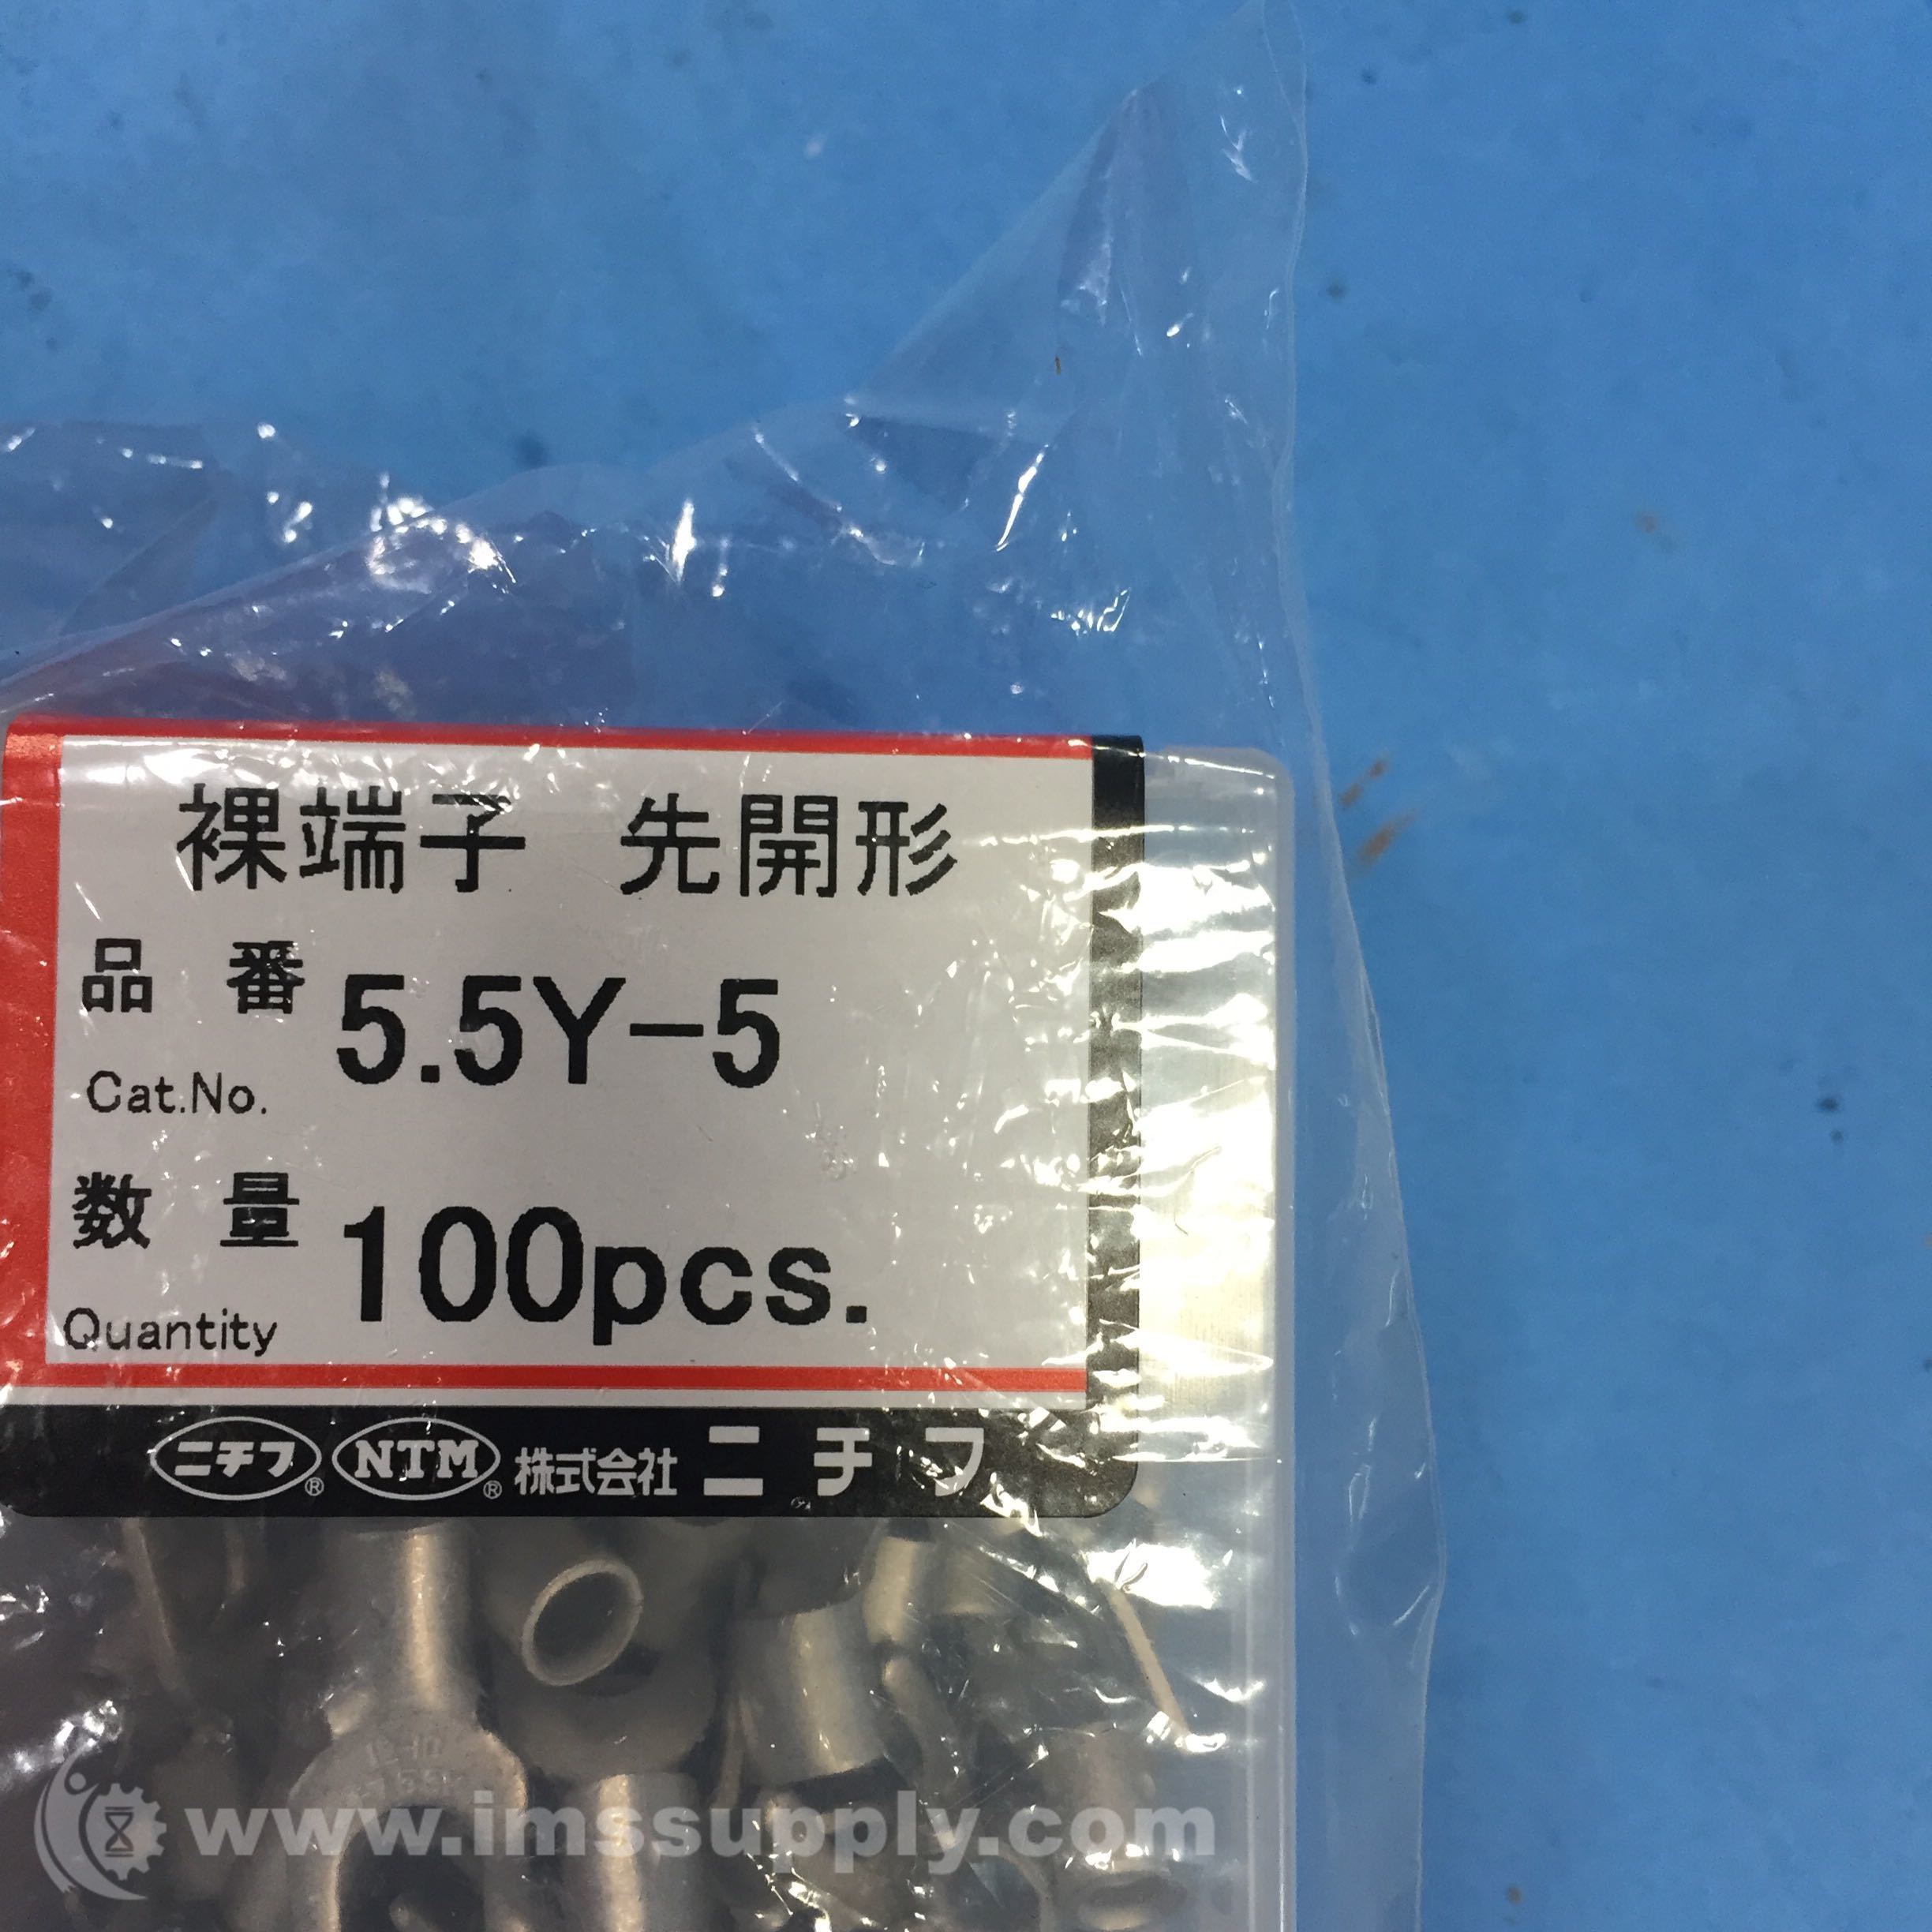 裸端子 先開形
品番 5.5Y-5
Cat.No.
数量 100pcs.
Quantity
ニチフ® NTM® 株式会社ニチフ
www.imssupply.com